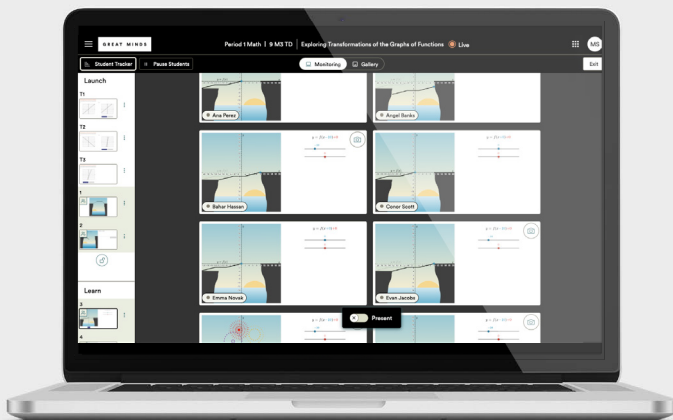 GREAT MINDS
Period 1 Math | 9 M3 TD | Exploring Transformations of the Graphs of Functions Live
MS
Student Tracker
Pause Students
Monitoring
Gallery
Exit
Launch
T1
T2
T3
1
2
Learn
3
4
Ana Perez
Angel Banks
Bahar Hassan
Conor Scott
Emma Novak
Evan Jacobs
Present